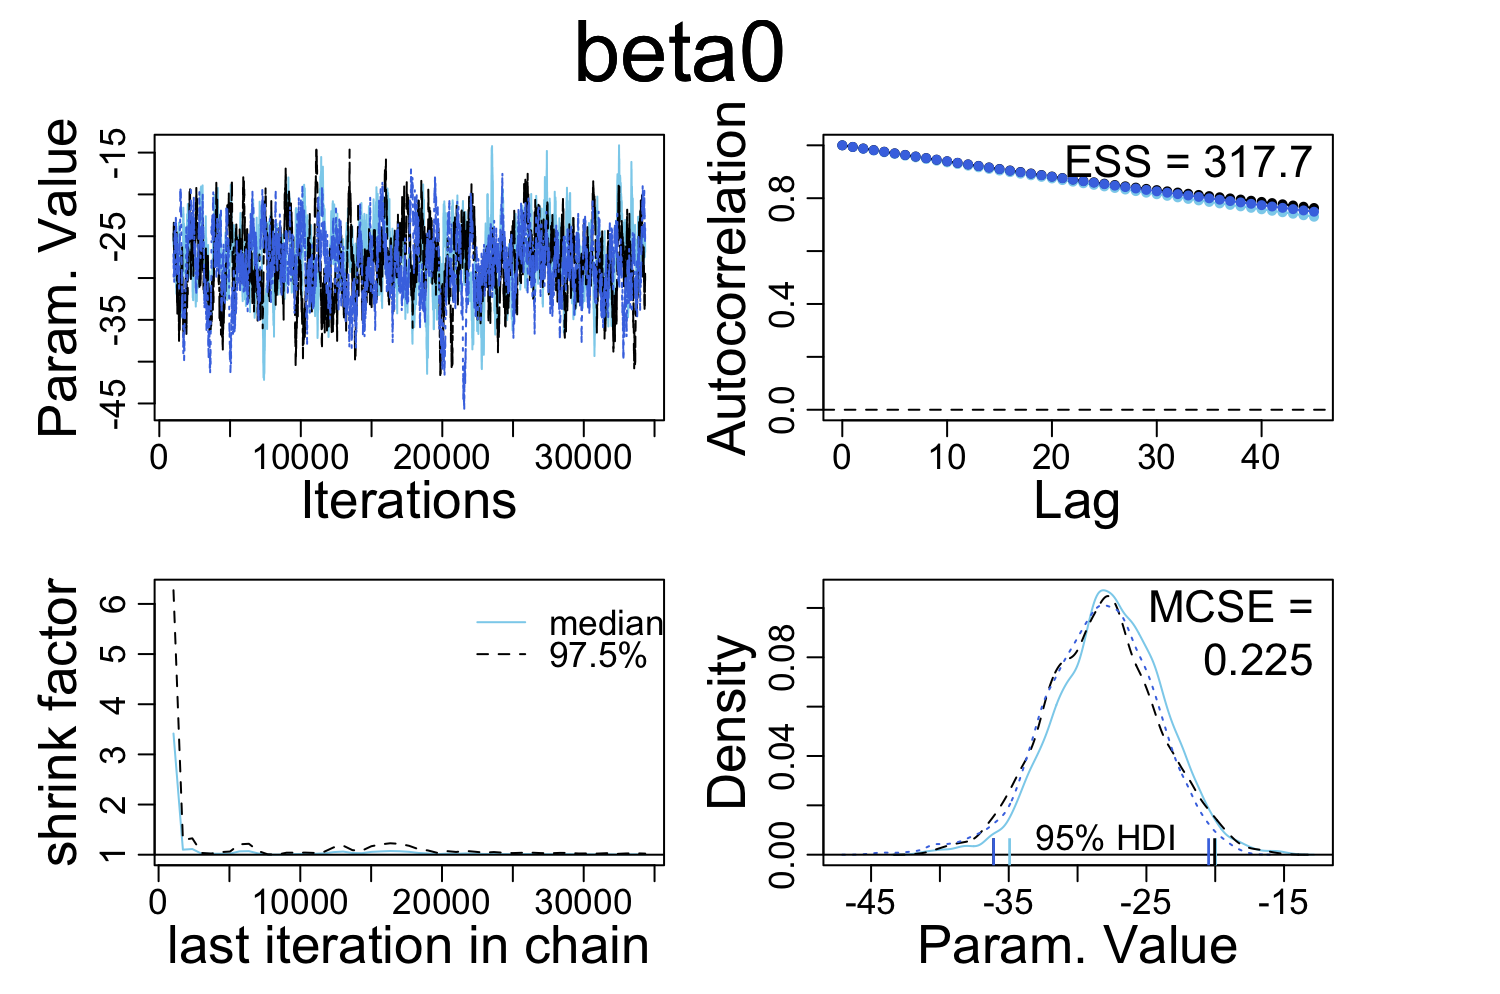 beta0
Param. Value
-15
-25
-35
-45
0 10000 20000 30000
Iterations
Autocorrelation
0.8
0.4
0.0
ESS = 317.7
0 10 20 30 40
Lag
shrink factor
6
5
4
3
2
1
median
97.5%
0 10000 20000 30000
last iteration in chain
Density
0.08
0.04
0.00
MCSE =
0.225
95% HDI
-45 -35 -25 -15
Param. Value